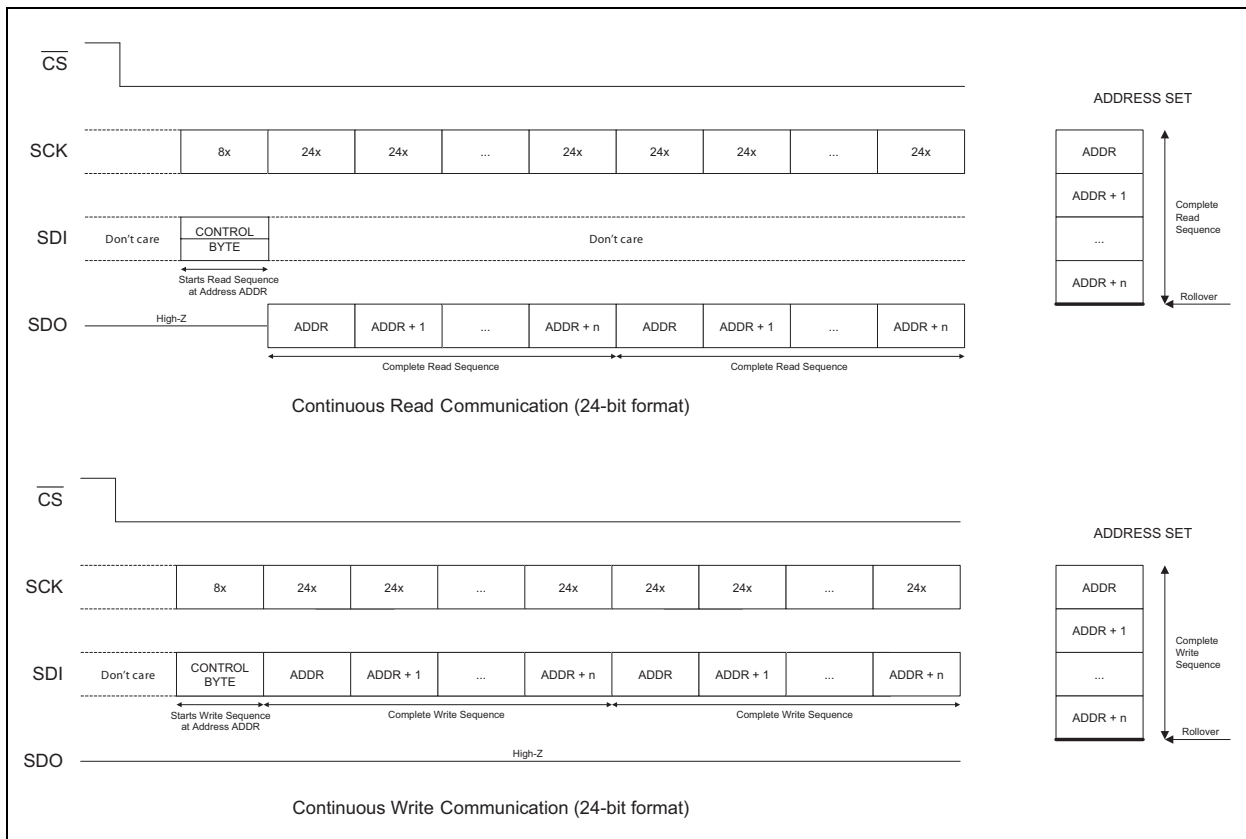 CS
ADDRESS SET
SCK
8x 24x 24x ... 24x 24x 24x ... 24x
ADDR
ADDR + 1
...
ADDR + n
Complete
Read
Sequence
Rollover
SDI
Don't care
CONTROL
BYTE
Don't care
Starts Read Sequence
at Address ADDR
SDO
High-Z
ADDR ADDR + 1 ... ADDR + n ADDR ADDR + 1 ... ADDR + n
Complete Read Sequence Complete Read Sequence
Continuous Read Communication (24-bit format)
CS
ADDRESS SET
SCK
8x 24x 24x ... 24x 24x 24x ... 24x
ADDR
ADDR + 1
...
ADDR + n
Complete
Write
Sequence
Rollover
SDI
Don't care
CONTROL
BYTE
ADDR ADDR + 1 ... ADDR + n ADDR ADDR + 1 ... ADDR + n
Starts Write Sequence
at Address ADDR
Complete Write Sequence Complete Write Sequence
SDO
High-Z
Continuous Write Communication (24-bit format)